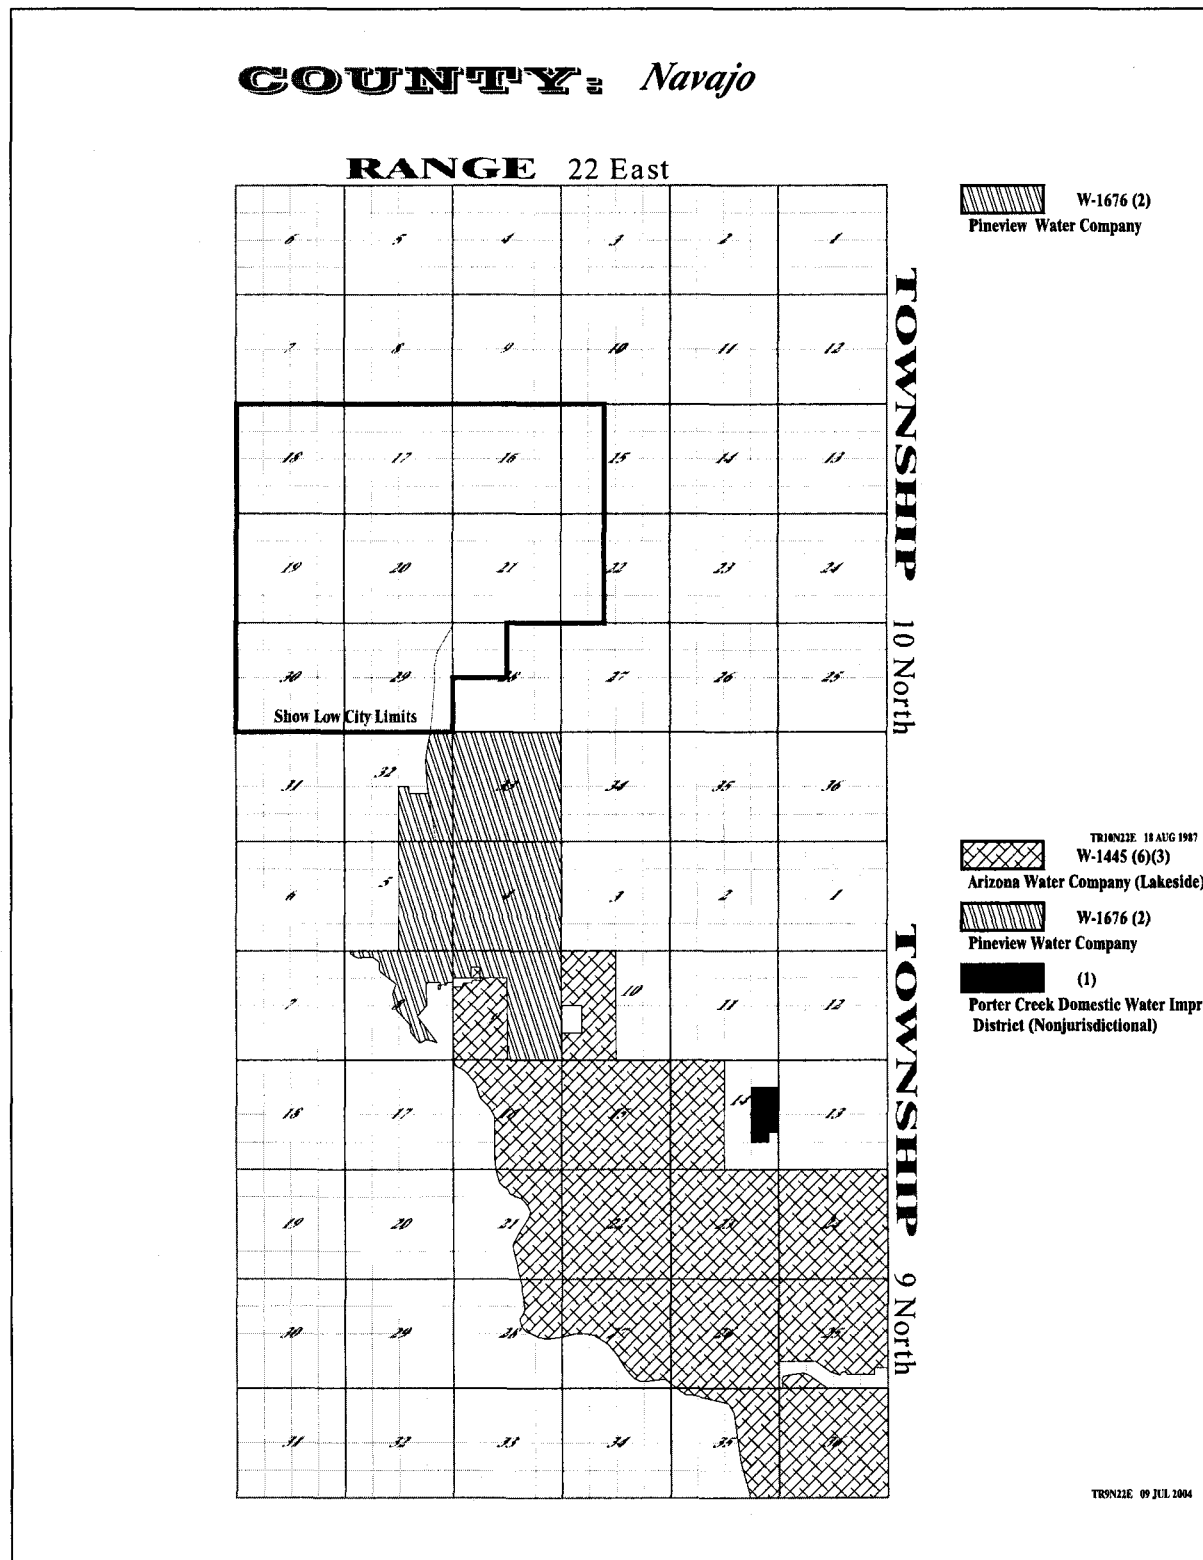 COUNTY: Navajo
RANGE 22 East
W-1676 (2)
Pineview Water Company
6 5 4 3 2 1
7 8 9 10 11 12
18 17 16 15 14 13
19 20 21 22 23 24
30 29 28 27 26 25
Show Low City Limits
31 32 33 34 35 36
TOWNSHIP 10 North
TR10N22E 18 AUG 1987
W-1445 (6)(3)
Arizona Water Company (Lakeside)
W-1676 (2)
Pineview Water Company
(1)
Porter Creek Domestic Water Impr
District (Nonjurisdictional)
6 5 4 3 2 1
7 8 9 10 11 12
18 17 16 15 14 13
19 20 21 22 23 24
30 29 28 27 26 25
31 32 33 34 35 36
TOWNSHIP 9 North
TR9N22E 09 JUL 2004